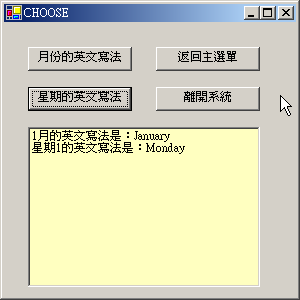 CHOOSE
月份的英文寫法
返回主選單
星期的英文寫法
離開系統
1月的英文寫法是：January
星期1的英文寫法是：Monday